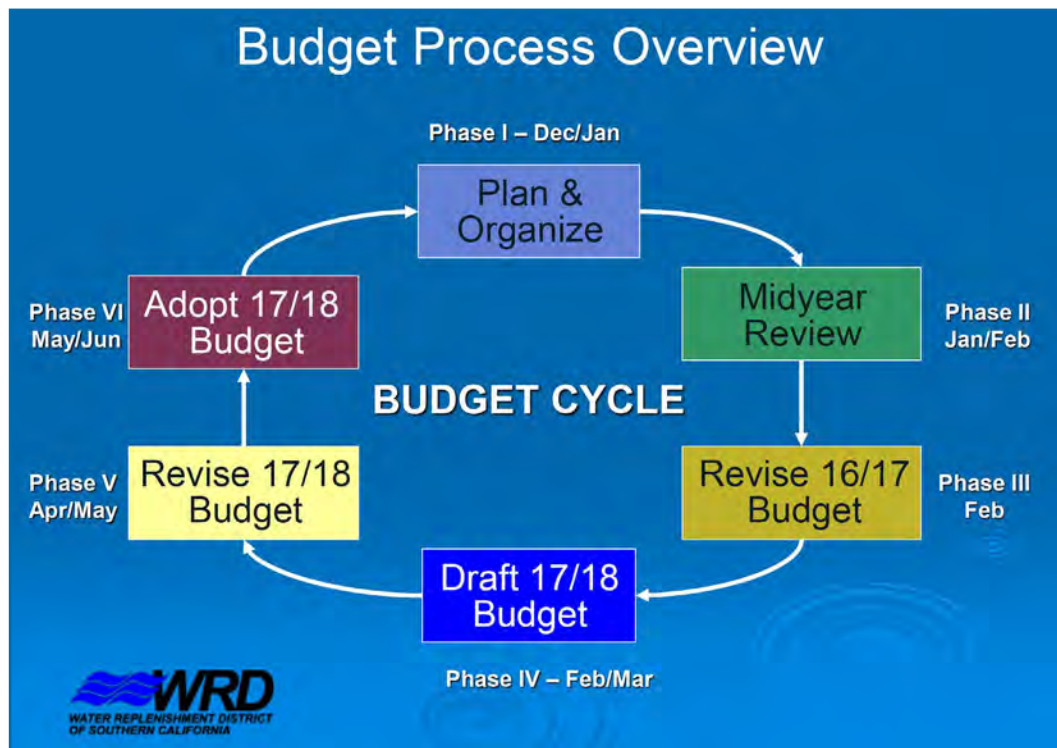 Budget Process Overview
Phase I – Dec/Jan
Plan &
Organize
Midyear
Review
Phase II
Jan/Feb
Revise 16/17
Budget
Phase III
Feb
Draft 17/18
Budget
Phase IV – Feb/Mar
Revise 17/18
Budget
Phase V
Apr/May
Adopt 17/18
Budget
Phase VI
May/Jun
BUDGET CYCLE
WRD
WATER REPLENISHMENT DISTRICT
OF SOUTHERN CALIFORNIA